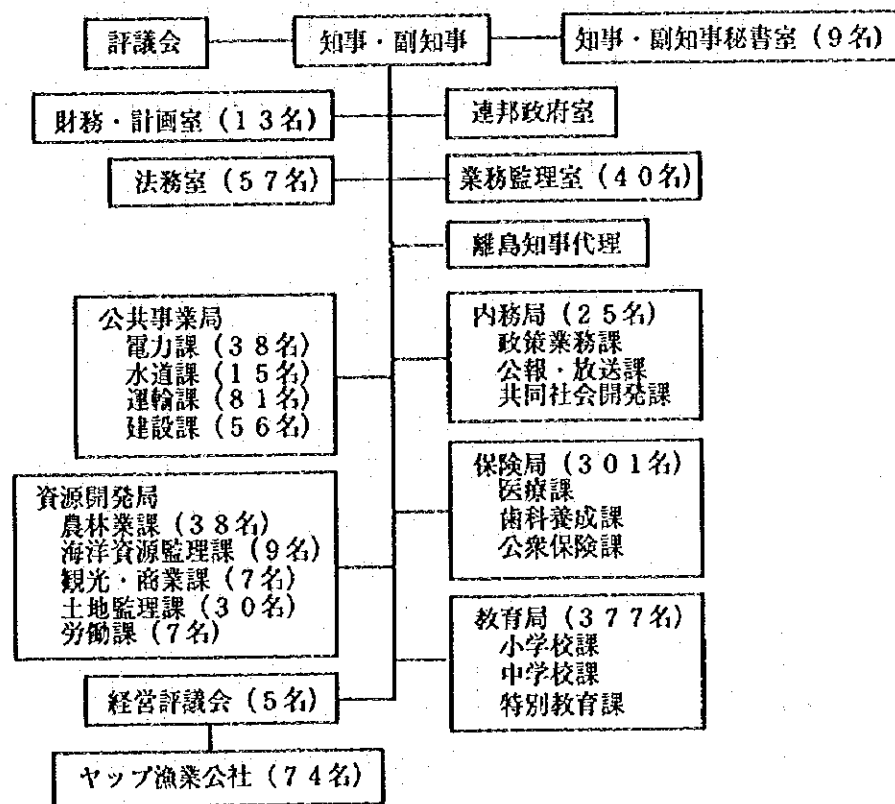 評議会
知事・副知事
知事・副知事秘書室(9名)
財務・計画室(13名)
連邦政府室
法務室(57名)
業務監理室(40名)
離島知事代理
公共事業局
電力課(38名)
水道課(15名)
運輸課(81名)
建設課(56名)
内務局(25名)
政策業務課
公報・放送課
共同社会開発課
資源開発局
農林業課(38名)
海洋資源監理課(9名)
観光・商業課(7名)
土地監理課(30名)
労働課(7名)
保険局(301名)
医療課
歯科養成課
公衆保険課
教育局(377名)
小学校課
中学校課
特別教育課
経営評議会(5名)
ヤップ漁業公社(74名)